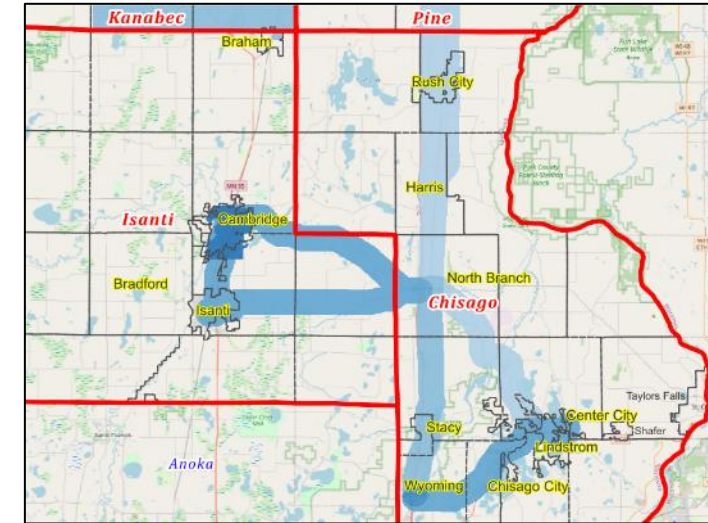 Kanabec
Pine
Braham
Rush City
Harris
Isanti
Cambridge
Bradford
North Branch
Isanti
Chisago
Taylors Falls
Center City
Stacy
Shafer
Lindstrom
Anoka
Wyoming
Chisago City